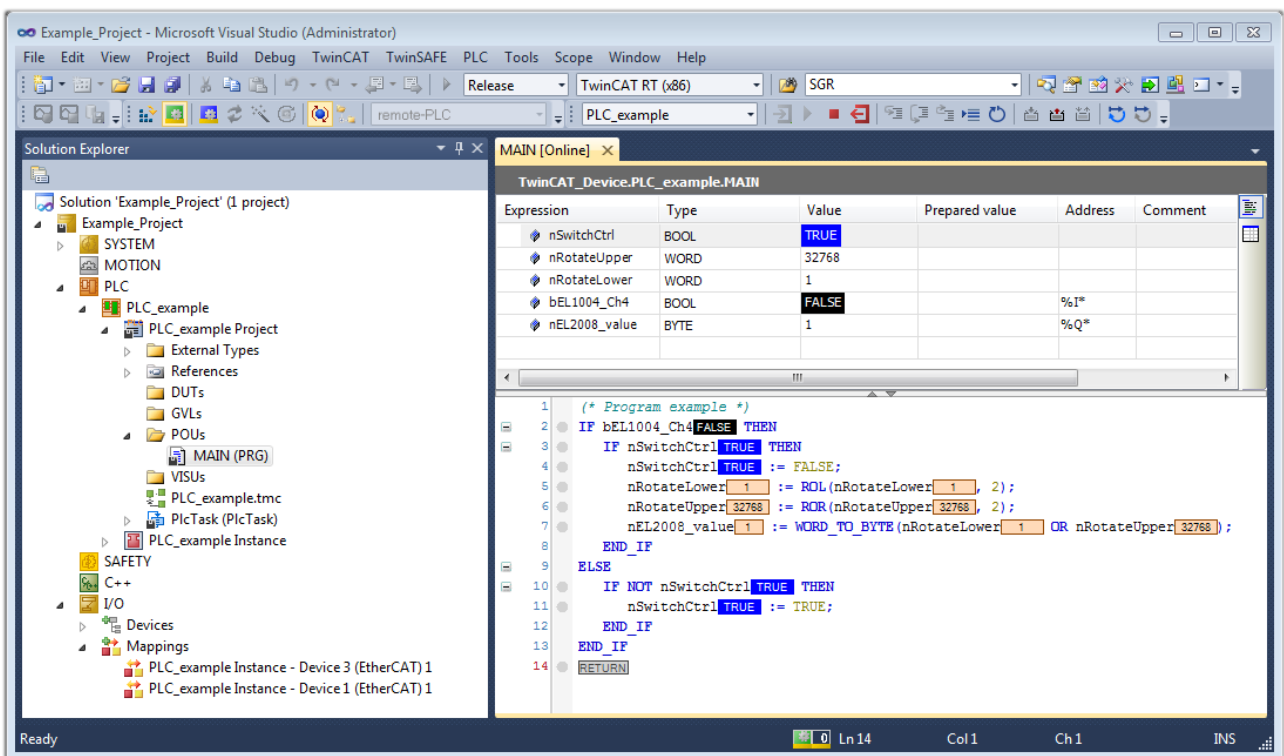 Example_Project - Microsoft Visual Studio (Administrator)
File Edit View Project Build Debug TwinCAT TwinSAFE PLC Tools Scope Window Help
Release TwinCAT RT (x86) SGR
remote-PLC PLC_example
Solution Explorer
Solution 'Example_Project' (1 project)
Example_Project
SYSTEM
MOTION
PLC
PLC_example
PLC_example Project
External Types
References
DUTs
GVLs
POUs
MAIN (PRG)
VISUs
PLC_example.tmc
PlcTask (PlcTask)
PLC_example Instance
SAFETY
C++
I/O
Devices
Mappings
PLC_example Instance - Device 3 (EtherCAT) 1
PLC_example Instance - Device 1 (EtherCAT) 1
MAIN [Online]
TwinCAT_Device.PLC_example.MAIN
Expression Type Value Prepared value Address Comment
nSwitchCtrl BOOL TRUE
nRotateUpper WORD 32768
nRotateLower WORD 1
bEL1004_Ch4 BOOL FALSE %I*
nEL2008_value BYTE 1 %Q*
1 (* Program example *)
2 IF bEL1004_Ch4 FALSE THEN
3 IF nSwitchCtrl TRUE THEN
4 nSwitchCtrl TRUE := FALSE;
5 nRotateLower 1 := ROL(nRotateLower 1 , 2);
6 nRotateUpper 32768 := ROR(nRotateUpper 32768 , 2);
7 nEL2008_value 1 := WORD_TO_BYTE(nRotateLower 1 OR nRotateUpper 32768 );
8 END_IF
9 ELSE
10 IF NOT nSwitchCtrl TRUE THEN
11 nSwitchCtrl TRUE := TRUE;
12 END_IF
13 END_IF
14 RETURN
Ready 0 Ln 14 Col 1 Ch 1 INS